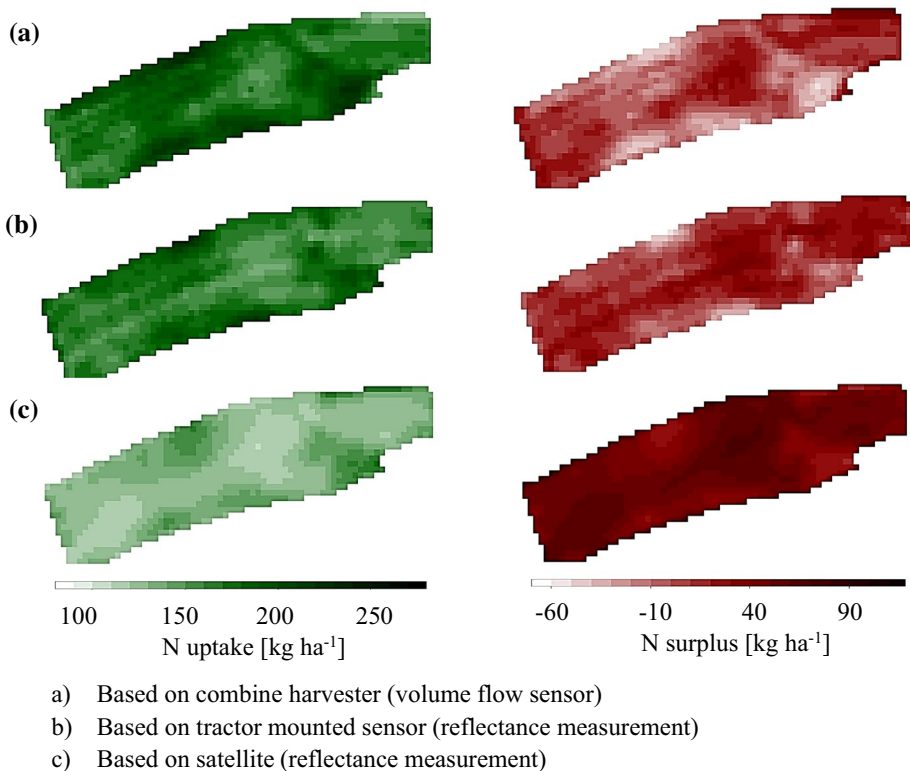 (a)
(b)
(c)
100 150 200 250
N uptake [kg ha⁻¹]
-60 -10 40 90
N surplus [kg ha⁻¹]
a) Based on combine harvester (volume flow sensor)
b) Based on tractor mounted sensor (reflectance measurement)
c) Based on satellite (reflectance measurement)